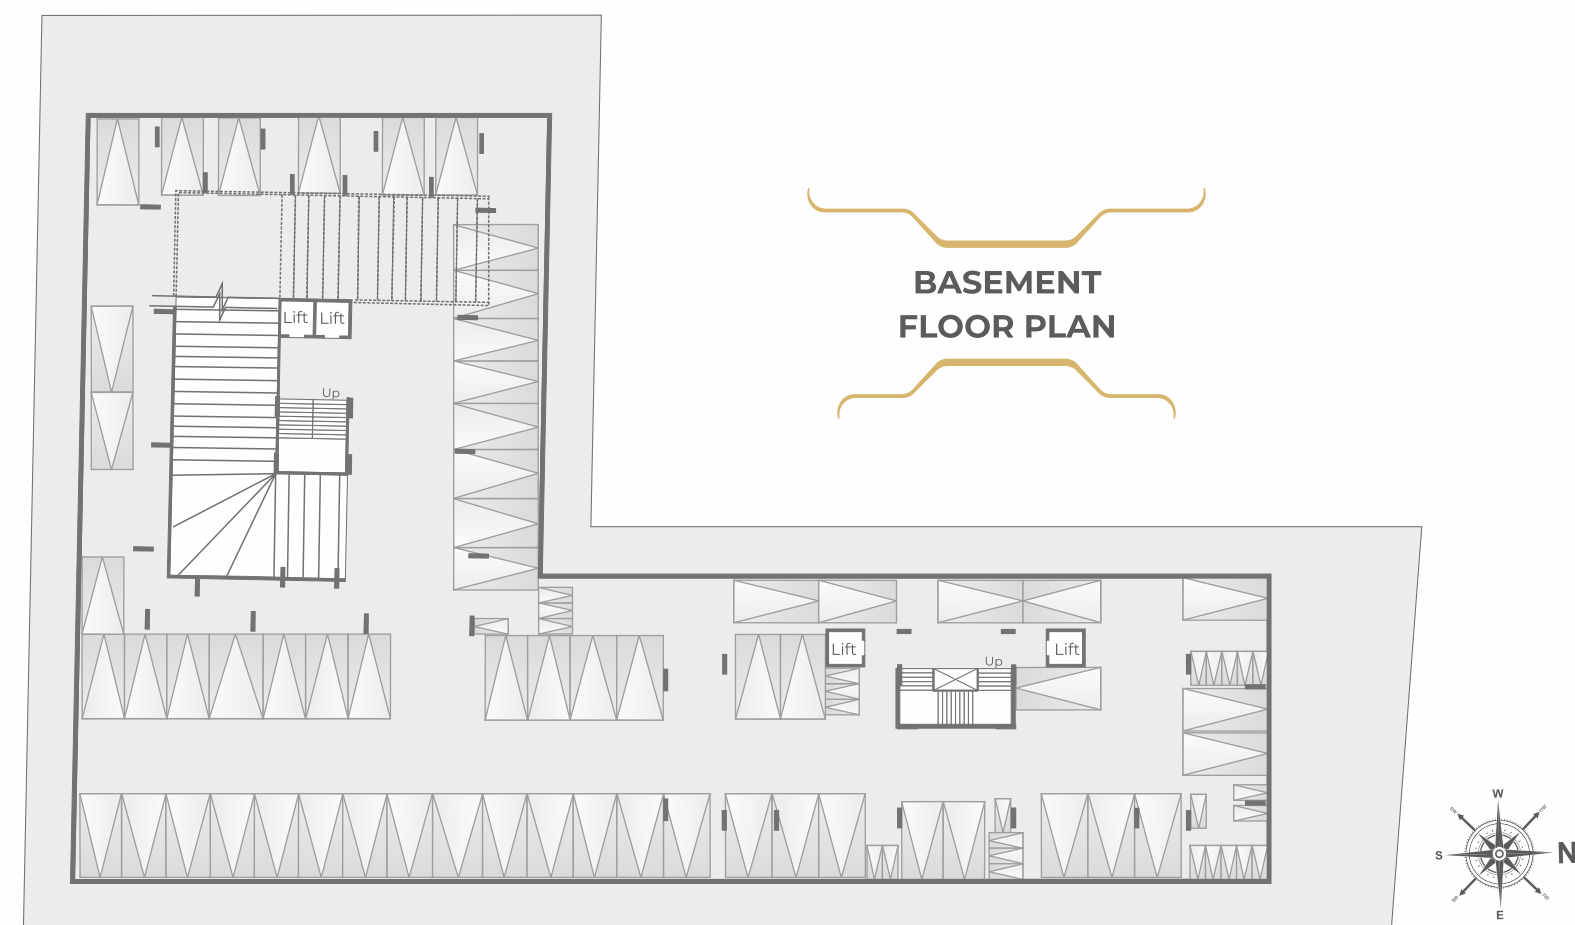 BASEMENT
FLOOR PLAN
Lift
Lift
Up
Lift
Up
Lift
W
S
N
E